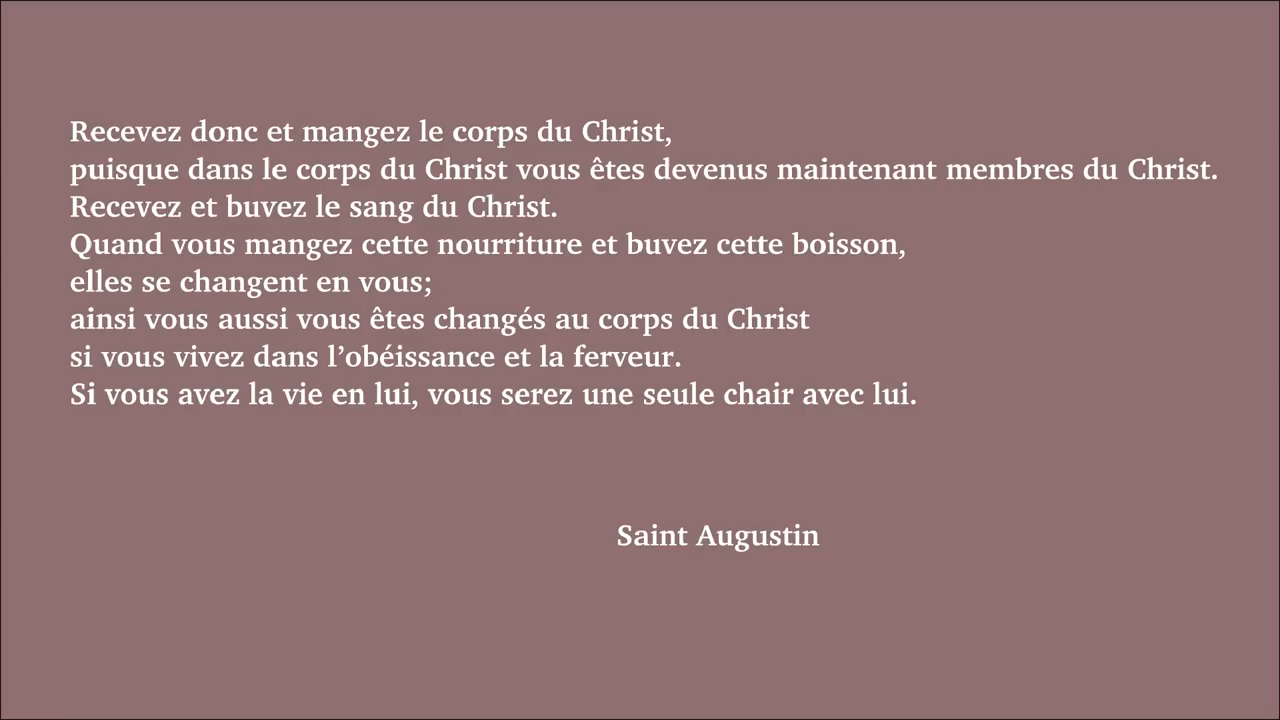 Recevez donc et mangez le corps du Christ,
puisque dans le corps du Christ vous êtes devenus maintenant membres du Christ.
Recevez et buvez le sang du Christ.
Quand vous mangez cette nourriture et buvez cette boisson,
elles se changent en vous;
ainsi vous aussi vous êtes changés au corps du Christ
si vous vivez dans l’obéissance et la ferveur.
Si vous avez la vie en lui, vous serez une seule chair avec lui.
Saint Augustin